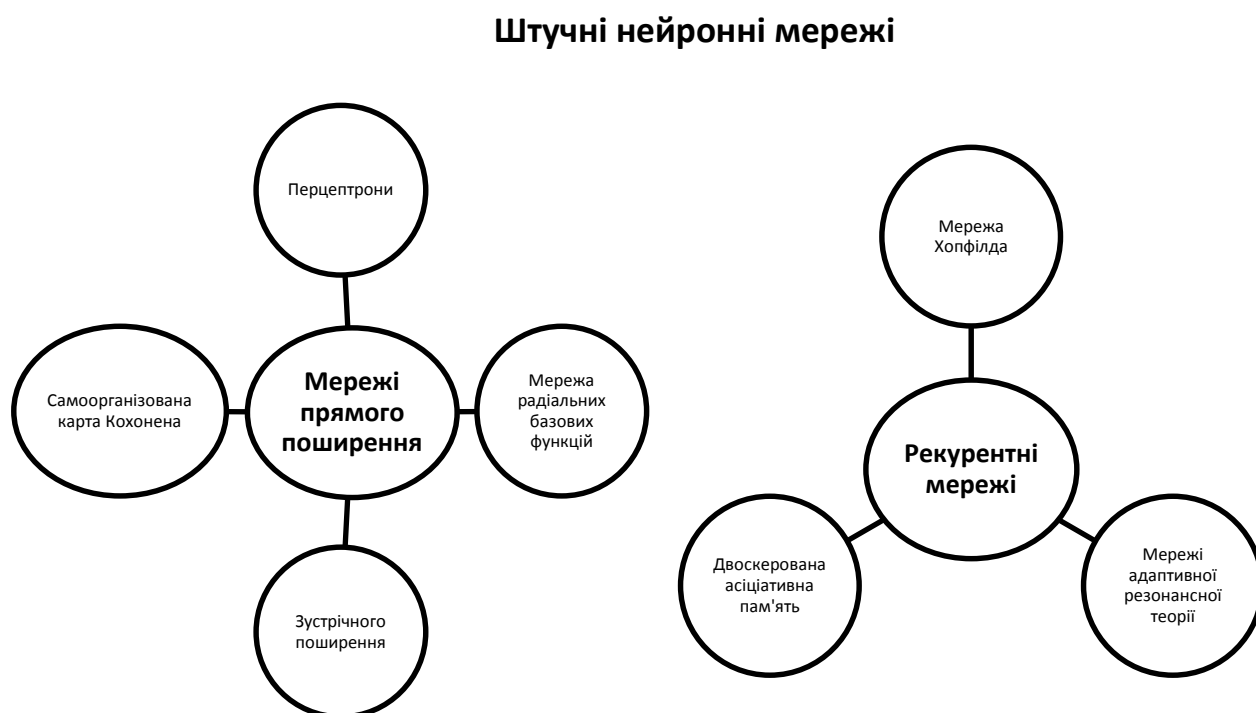 Штучні нейронні мережі
Перцептрони
Самоорганізована
карта Кохонена
Мережі
прямого
поширення
Мережа
радіальних
базових
функцій
Зустрічного
поширення
Мережа
Хопфілда
Рекурентні
мережі
Двоскерована
асіціативна
пам'ять
Мережі
адаптивної
резонансної
теорії